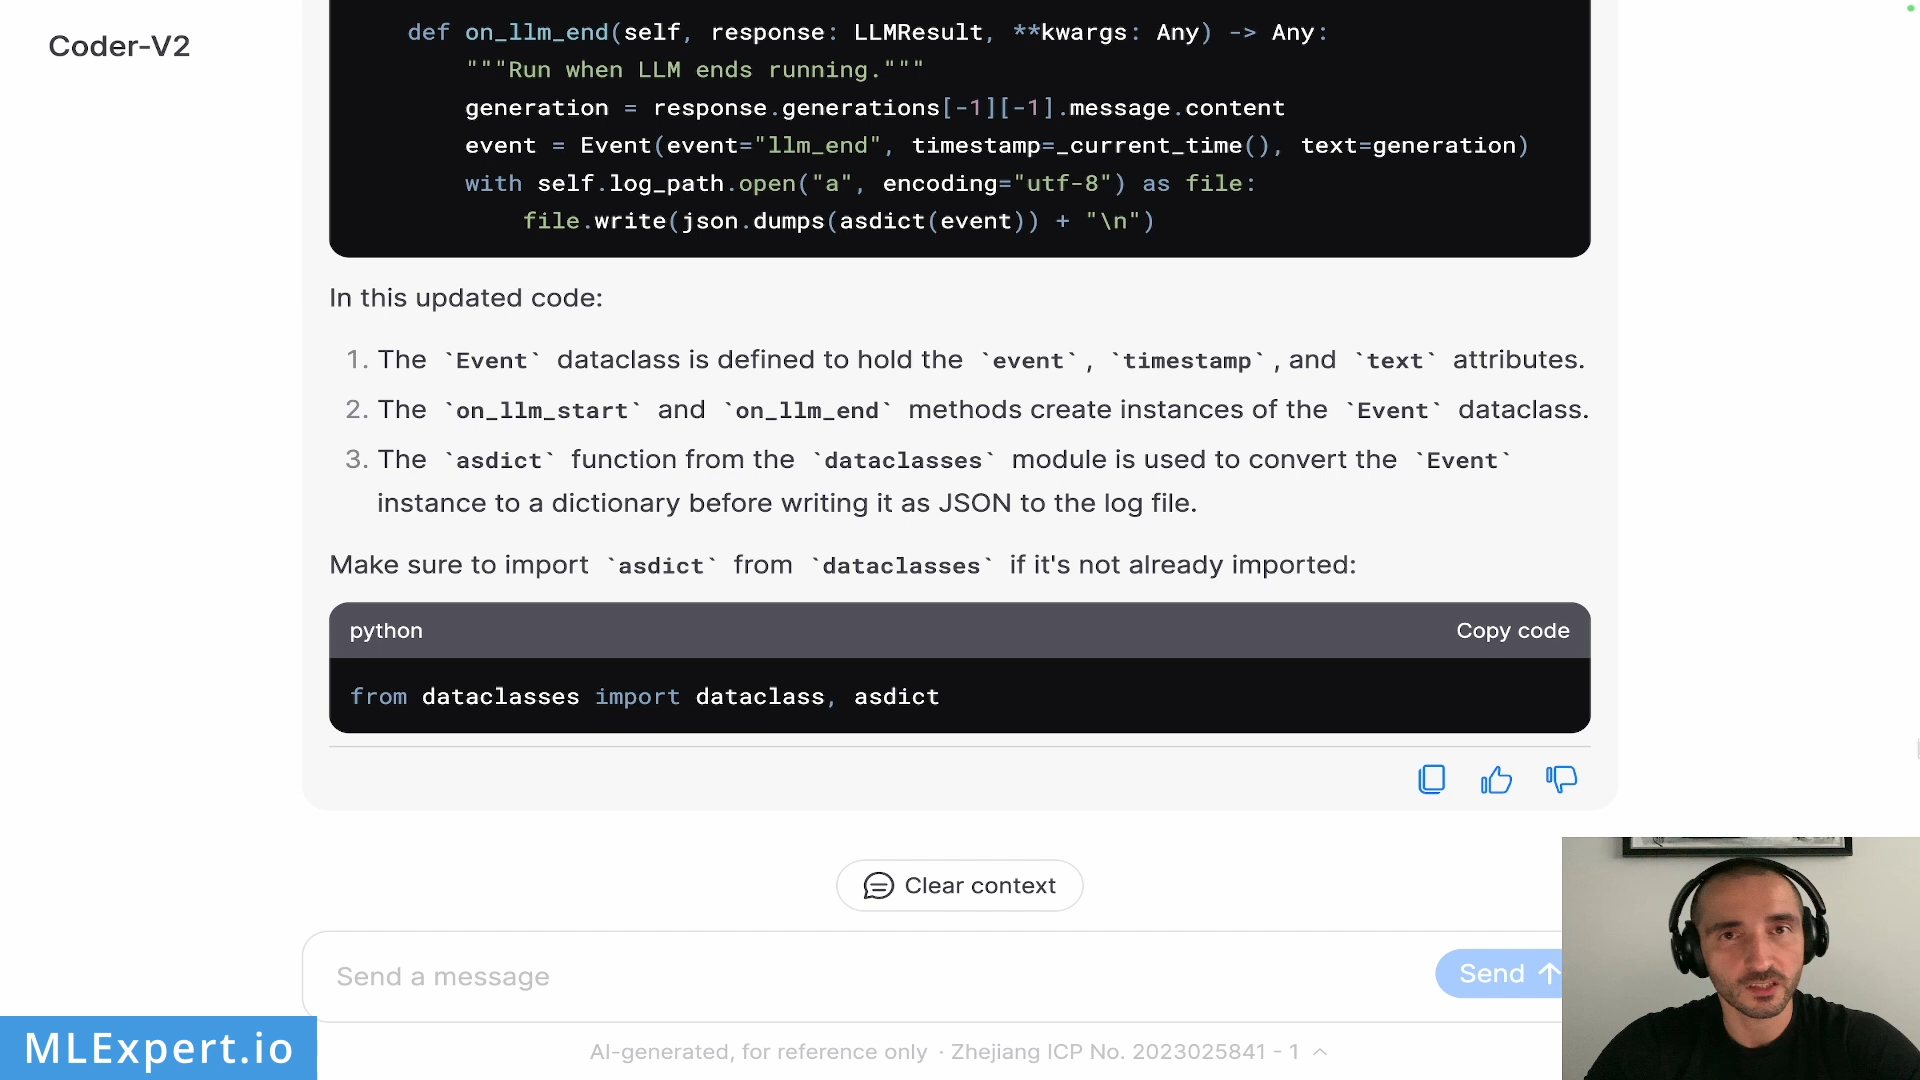 Coder-V2
def on_llm_end(self, response: LLMResult, **kwargs: Any) -> Any:
"""Run when LLM ends running."""
generation = response.generations[-1][-1].message.content
event = Event(event="llm_end", timestamp=_current_time(), text=generation)
with self.log_path.open("a", encoding="utf-8") as file:
file.write(json.dumps(asdict(event)) + "\n")
In this updated code:
1. The `Event` dataclass is defined to hold the `event`, `timestamp`, and `text` attributes.
2. The `on_llm_start` and `on_llm_end` methods create instances of the `Event` dataclass.
3. The `asdict` function from the `dataclasses` module is used to convert the `Event`
instance to a dictionary before writing it as JSON to the log file.
Make sure to import `asdict` from `dataclasses` if it's not already imported:
python Copy code
from dataclasses import dataclass, asdict
Clear context
Send a message
Send
MLExpert.io
AI-generated, for reference only · Zhejiang ICP No. 2023025841 - 1